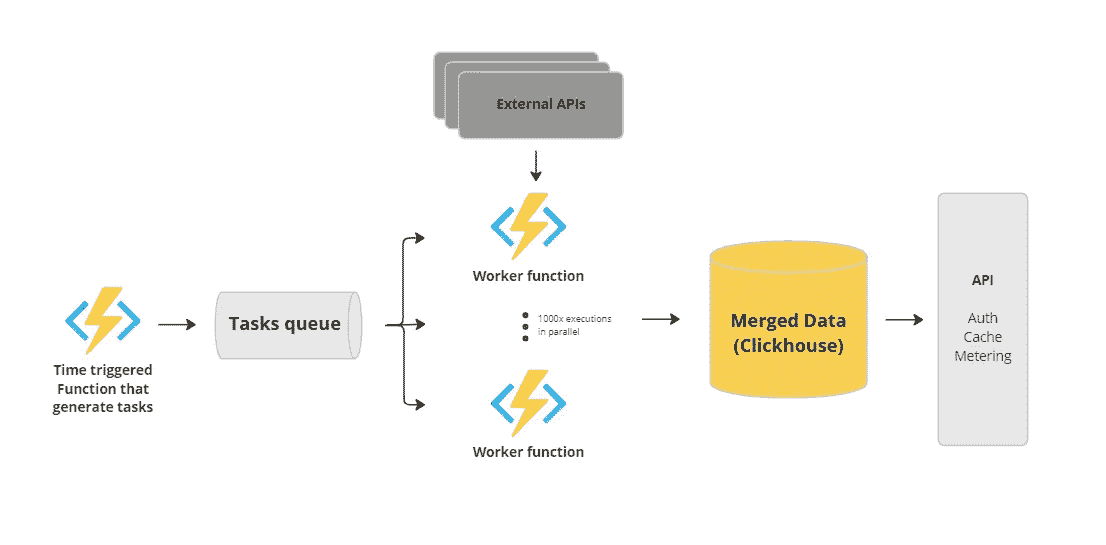 External APIs
Worker function
Time triggered
Function that
generate tasks
Tasks queue
1000x executions
in parallel
Worker function
Merged Data
(Clickhouse)
API
Auth
Cache
Metering